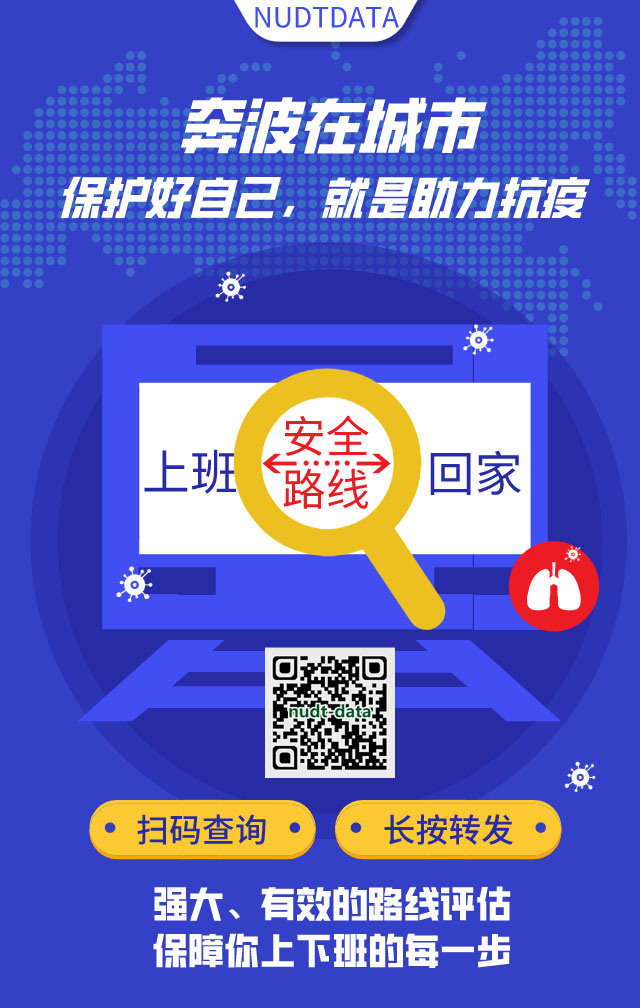 NUDTDATA
奔波在城市
保护好自己，就是助力抗疫
上班
安全
路线
回家
nudt-data
扫码查询
长按转发
强大、有效的路线评估
保障你上下班的每一步